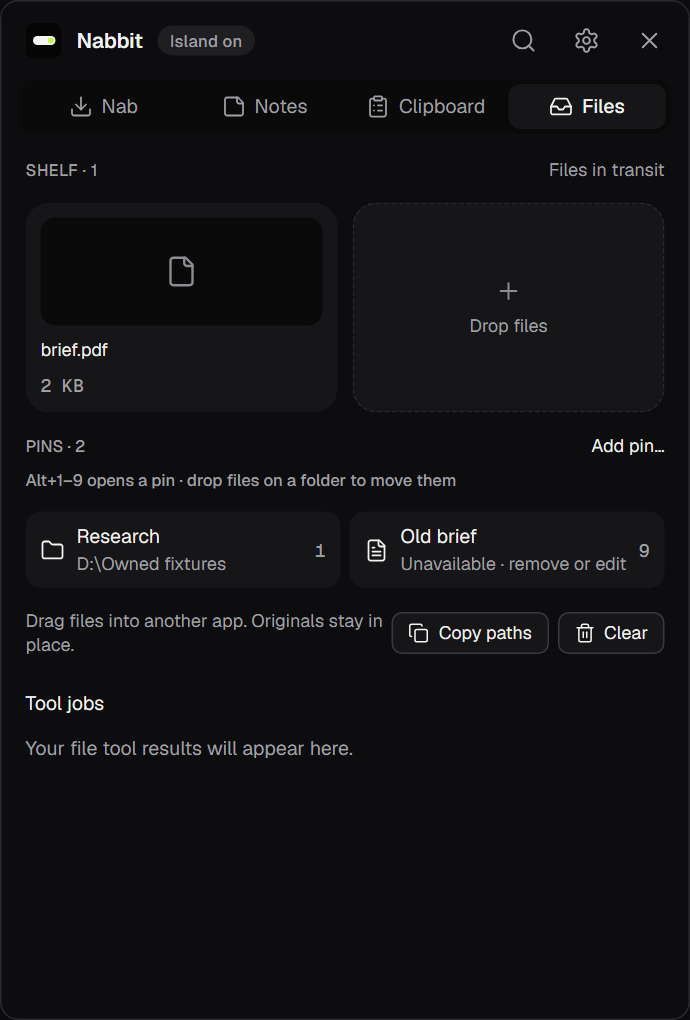 Nabbit
Island on
Nab
Notes
Clipboard
Files
SHELF · 1
Files in transit
brief.pdf
2 KB
Drop files
PINS · 2
Add pin…
Alt+1–9 opens a pin · drop files on a folder to move them
Research
D:\Owned fixtures
1
Old brief
Unavailable · remove or edit
9
Drag files into another app. Originals stay in
place.
Copy paths
Clear
Tool jobs
Your file tool results will appear here.